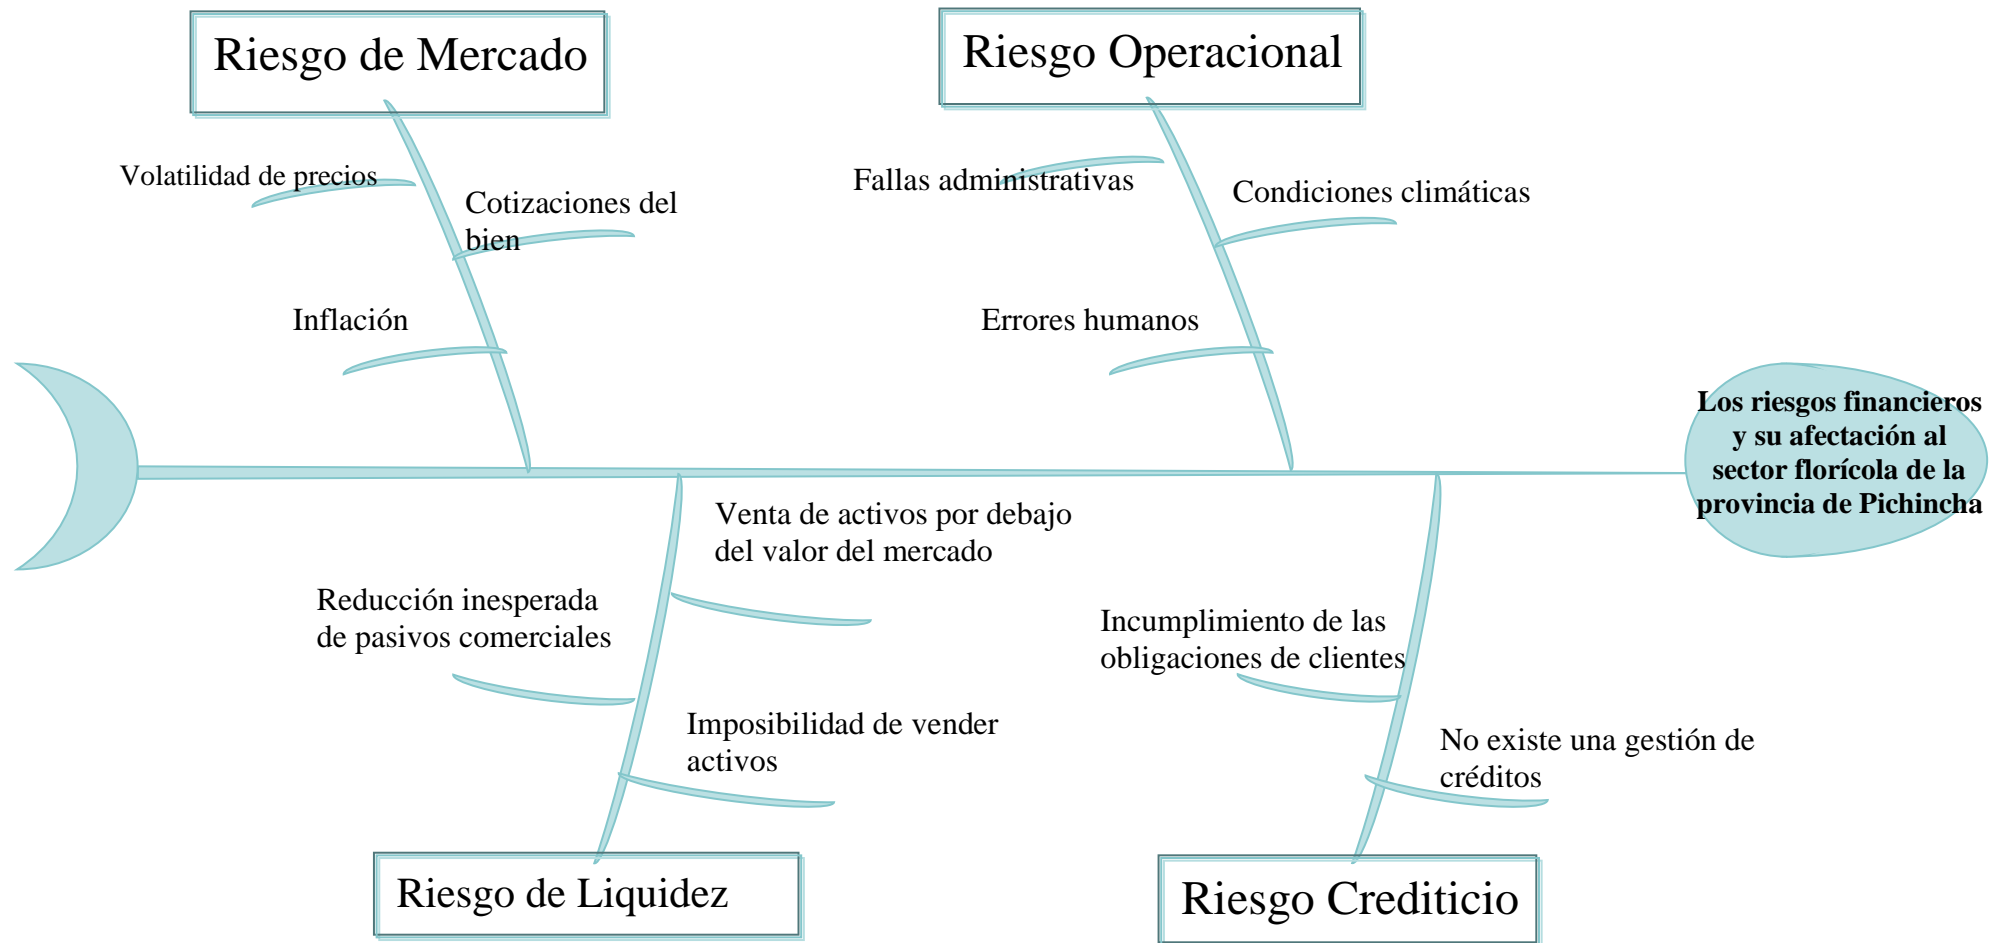 Riesgo de Mercado
Riesgo Operacional
Volatilidad de precios
Cotizaciones del
bien
Inflación
Fallas administrativas
Condiciones climáticas
Errores humanos
Los riesgos financieros
y su afectación al
sector florícola de la
provincia de Pichincha
Venta de activos por debajo
del valor del mercado
Reducción inesperada
de pasivos comerciales
Imposibilidad de vender
activos
Incumplimiento de las
obligaciones de clientes
No existe una gestión de
créditos
Riesgo de Liquidez
Riesgo Crediticio